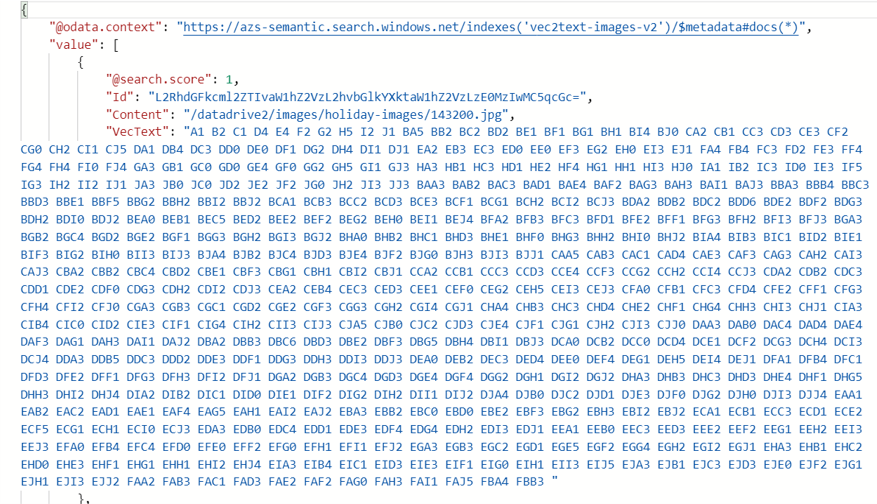 {
"@odata.context": "https://azs-semantic.search.windows.net/indexes('vec2text-images-v2')/$metadata#docs(*)",
"value": [
{
"@search.score": 1,
"Id": "L2RhdGFkcml2ZTIvaW1hZ2VzL2hvbGlkYXktaW1hZ2VzLzE0MzIwMC5qcGc=",
"Content": "/datadrive2/images/holiday-images/143200.jpg",
"VecText": "A1 B2 C1 D4 E4 F2 G2 H5 I2 J1 BA5 BB2 BC2 BD2 BE1 BF1 BG1 BH1 BI4 BJ0 CA2 CB1 CC3 CD3 CE3 CF2
CG0 CH2 CI1 CJ5 DA1 DB4 DC3 DD0 DE0 DF1 DG2 DH4 DI1 DJ1 EA2 EB3 EC3 ED0 EE0 EF3 EG2 EH0 EI3 EJ1 FA4 FB4 FC3 FD2 FE3 FF4
FG4 FH4 FI0 FJ4 GA3 GB1 GC0 GD0 GE4 GF0 GG2 GH5 GI1 GJ3 HA3 HB1 HC3 HD1 HE2 HF4 HG1 HH1 HI3 HJ0 IA1 IB2 IC3 ID0 IE3 IF5
IG3 IH2 II2 IJ1 JA3 JB0 JC0 JD2 JE2 JF2 JG0 JH2 JI3 JJ3 BAA3 BAB2 BAC3 BAD1 BAE4 BAF2 BAG3 BAH3 BAI1 BAJ3 BBA3 BBB4 BBC3
BBD3 BBE1 BBF5 BBG2 BBH2 BBI2 BBJ2 BCA1 BCB3 BCC2 BCD3 BCE3 BCF1 BCG1 BCH2 BCI2 BCJ3 BDA2 BDB2 BDC2 BDD6 BDE2 BDF2 BDG3
BDH2 BDI0 BDJ2 BEA0 BEB1 BEC5 BED2 BEE2 BEF2 BEG2 BEH0 BEI1 BEJ4 BFA2 BFB3 BFC3 BFD1 BFE2 BFF1 BFG3 BFH2 BFI3 BFJ3 BGA3
BGB2 BGC4 BGD2 BGE2 BGF1 BGG3 BGH2 BGI3 BGJ2 BHA0 BHB2 BHC1 BHD3 BHE1 BHF0 BHG3 BHH2 BHI0 BHJ2 BIA4 BIB3 BIC1 BID2 BIE1
BIF3 BIG2 BIH0 BII3 BIJ3 BJA4 BJB2 BJC4 BJD3 BJE4 BJF2 BJG0 BJH3 BJI3 BJJ1 CAA5 CAB3 CAC1 CAD4 CAE3 CAF3 CAG3 CAH2 CAI3
CAJ3 CBA2 CBB2 CBC4 CBD2 CBE1 CBF3 CBG1 CBH1 CBI2 CBJ1 CCA2 CCB1 CCC3 CCD3 CCE4 CCF3 CCG2 CCH2 CCI4 CCJ3 CDA2 CDB2 CDC3
CDD1 CDE2 CDF0 CDG3 CDH2 CDI2 CDJ3 CEA2 CEB4 CEC3 CED3 CEE1 CEF0 CEG2 CEH5 CEI3 CEJ3 CFA0 CFB1 CFC3 CFD4 CFE2 CFF1 CFG3
CFH4 CFI2 CFJ0 CGA3 CGB3 CGC1 CGD2 CGE2 CGF3 CGG3 CGH2 CGI4 CGJ1 CHA4 CHB3 CHC3 CHD4 CHE2 CHF1 CHG4 CHH3 CHI3 CHJ1 CIA3
CIB4 CIC0 CID2 CIE3 CIF1 CIG4 CIH2 CII3 CIJ3 CJA5 CJB0 CJC2 CJD3 CJE4 CJF1 CJG1 CJH2 CJI3 CJJ0 DAA3 DAB0 DAC4 DAD4 DAE4
DAF3 DAG1 DAH3 DAI1 DAJ2 DBA2 DBB3 DBC6 DBD3 DBE2 DBF3 DBG5 DBH4 DBI1 DBJ3 DCA0 DCB2 DCC0 DCD4 DCE1 DCF2 DCG3 DCH4 DCI3
DCJ4 DDA3 DDB5 DDC3 DDD2 DDE3 DDF1 DDG3 DDH3 DDI3 DDJ3 DEA0 DEB2 DEC3 DED4 DEE0 DEF4 DEG1 DEH5 DEI4 DEJ1 DFA1 DFB4 DFC1
DFD3 DFE2 DFF1 DFG3 DFH3 DFI2 DFJ1 DGA2 DGB3 DGC4 DGD3 DGE4 DGF4 DGG2 DGH1 DGI2 DGJ2 DHA3 DHB3 DHC3 DHD3 DHE4 DHF1 DHG5
DHH3 DHI2 DHJ4 DIA2 DIB2 DIC1 DID0 DIE1 DIF2 DIG2 DIH2 DII1 DIJ2 DJA4 DJB0 DJC2 DJD1 DJE3 DJF0 DJG2 DJH0 DJI3 DJJ4 EAA1
EAB2 EAC2 EAD1 EAE1 EAF4 EAG5 EAH1 EAI2 EAJ2 EBA3 EBB2 EBC0 EBD0 EBE2 EBF3 EBG2 EBH3 EBI2 EBJ2 ECA1 ECB1 ECC3 ECD1 ECE2
ECF5 ECG1 ECH1 ECI0 ECJ3 EDA3 EDB0 EDC4 EDD1 EDE3 EDF4 EDG4 EDH2 EDI3 EDJ1 EEA1 EEB0 EEC3 EED3 EEE2 EEF2 EEG1 EEH2 EEI3
EEJ3 EFA0 EFB4 EFC4 EFD0 EFE0 EFF2 EFG0 EFH1 EFI1 EFJ2 EGA3 EGB3 EGC2 EGD1 EGE5 EGF2 EGG4 EGH2 EGI2 EGJ1 EHA3 EHB1 EHC2
EHD0 EHE3 EHF1 EHG1 EHH1 EHI2 EHJ4 EIA3 EIB4 EIC1 EID3 EIE3 EIF1 EIG0 EIH1 EII3 EIJ5 EJA3 EJB1 EJC3 EJD3 EJE0 EJF2 EJG1
EJH1 EJI3 EJJ2 FAA2 FAB3 FAC1 FAD3 FAE2 FAF2 FAG0 FAH3 FAI1 FAJ5 FBA4 FBB3 "
},